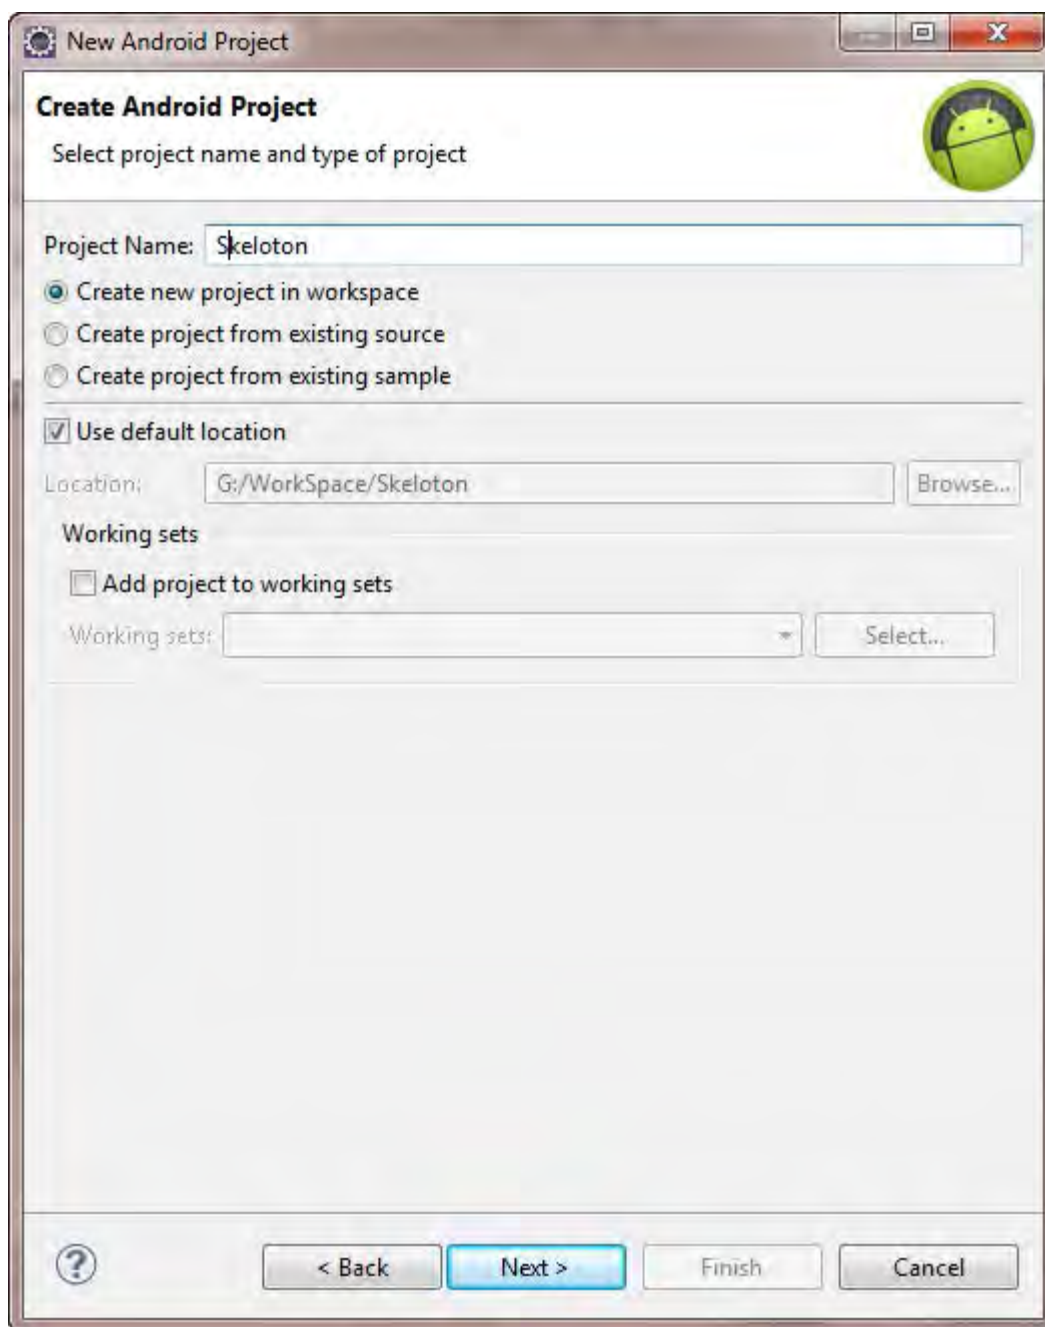 New Android Project
Create Android Project
Select project name and type of project
Project Name: Skeloton
Create new project in workspace
Create project from existing source
Create project from existing sample
Use default location
Location: G:/WorkSpace/Skeloton Browse...
Working sets
Add project to working sets
Working sets: Select...
? < Back Next > Finish Cancel